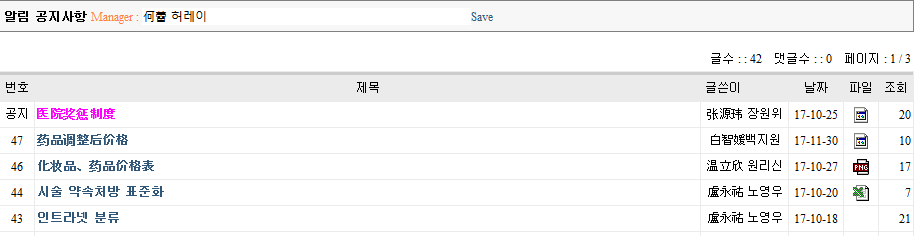 알림 공지사항 Manager : 何蕾 허레이 Save
글수 : : 42 댓글수 : : 0 페이지 : 1 / 3
번호 제목 글쓴이 날짜 파일 조회
공지 医院奖惩制度 张源玮 장원위 17-10-25 20
47 药品调整后价格 白智媛백지원 17-11-30 10
46 化妆品、药品价格表 温立欣 원리신 17-10-27 PNG 17
44 시술 약속처방 표준화 盧永祐 노영우 17-10-20 7
43 인트라넷 분류 盧永祐 노영우 17-10-18 21